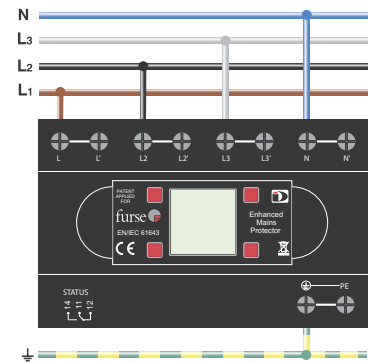 N
L3
L2
L1
L L' L2 L2' L3 L3' N N'
PATENT
APPLIED
FOR
furse
EN/IEC 61643
CE
Enhanced
Mains
Protector
STATUS
14 11 12
PE